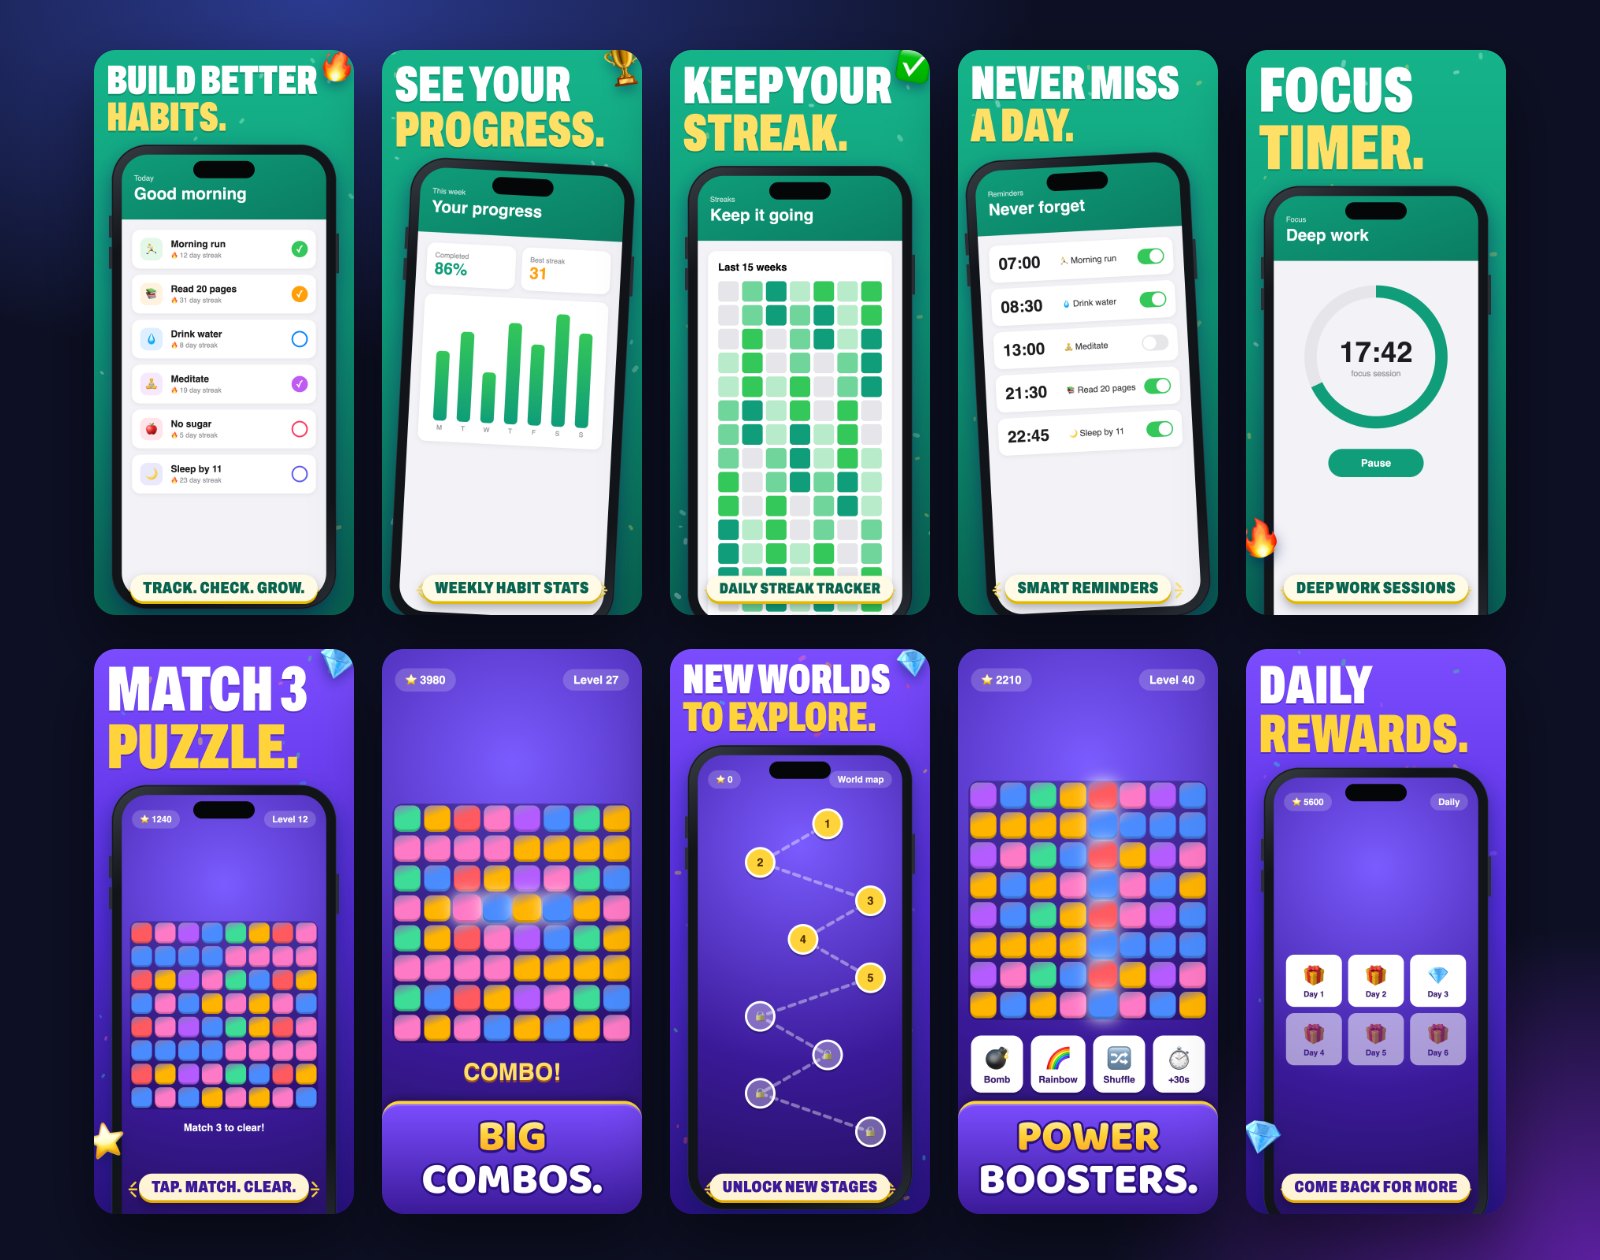 BUILD BETTER
HABITS.
Today
Good morning
Morning run
12 day streak
Read 20 pages
31 day streak
Drink water
8 day streak
Meditate
19 day streak
No sugar
5 day streak
Sleep by 11
23 day streak
TRACK. CHECK. GROW.
SEE YOUR
PROGRESS.
This week
Your progress
Completed
86%
Best streak
31
M T W T F S S
WEEKLY HABIT STATS
KEEP YOUR
STREAK.
Streaks
Keep it going
Last 15 weeks
DAILY STREAK TRACKER
NEVER MISS
A DAY.
Reminders
Never forget
07:00 Morning run
08:30 Drink water
13:00 Meditate
21:30 Read 20 pages
22:45 Sleep by 11
SMART REMINDERS
FOCUS
TIMER.
Focus
Deep work
17:42
focus session
Pause
DEEP WORK SESSIONS
MATCH 3
PUZZLE.
1240 Level 12
Match 3 to clear!
TAP. MATCH. CLEAR.
3980 Level 27
COMBO!
BIG
COMBOS.
NEW WORLDS
TO EXPLORE.
0 World map
1
2
3
4
5
UNLOCK NEW STAGES
2210 Level 40
Bomb Rainbow Shuffle +30s
POWER
BOOSTERS.
DAILY
REWARDS.
5600 Daily
Day 1 Day 2 Day 3
Day 4 Day 5 Day 6
COME BACK FOR MORE